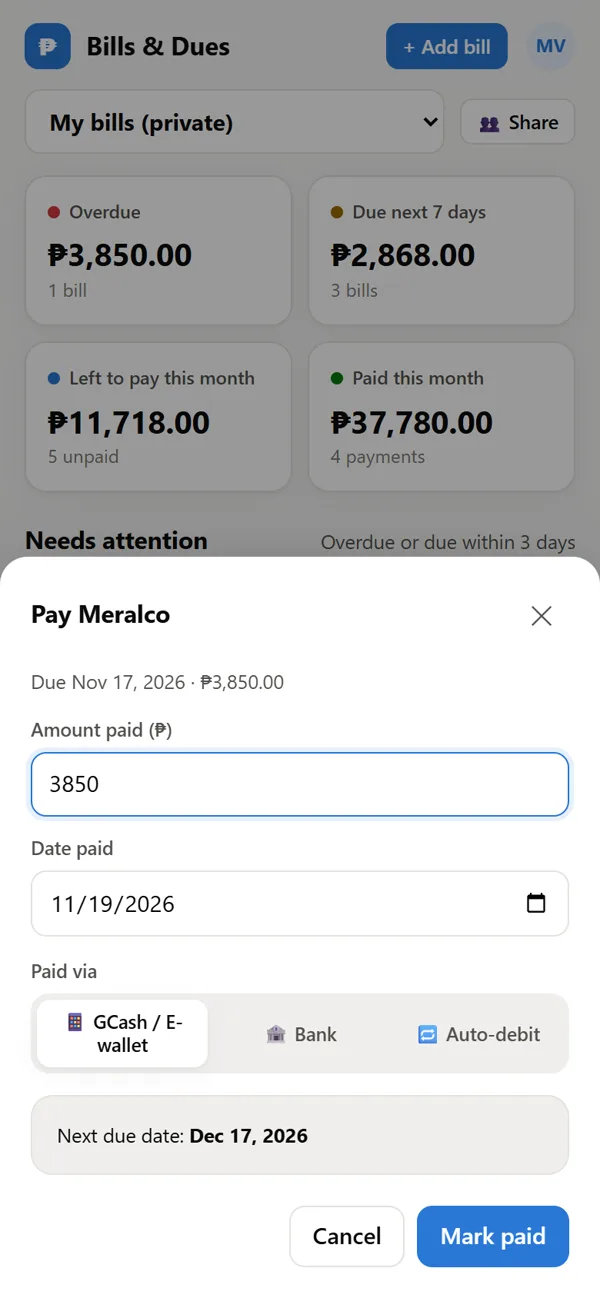 ₱ Bills & Dues
+ Add bill
MV
My bills (private)
Share
Overdue
₱3,850.00
1 bill
Due next 7 days
₱2,868.00
3 bills
Left to pay this month
₱11,718.00
5 unpaid
Paid this month
₱37,780.00
4 payments
Needs attention
Overdue or due within 3 days
Pay Meralco
Due Nov 17, 2026 · ₱3,850.00
Amount paid (₱)
3850
Date paid
11/19/2026
Paid via
GCash / E-
wallet
Bank
Auto-debit
Next due date: Dec 17, 2026
Cancel
Mark paid